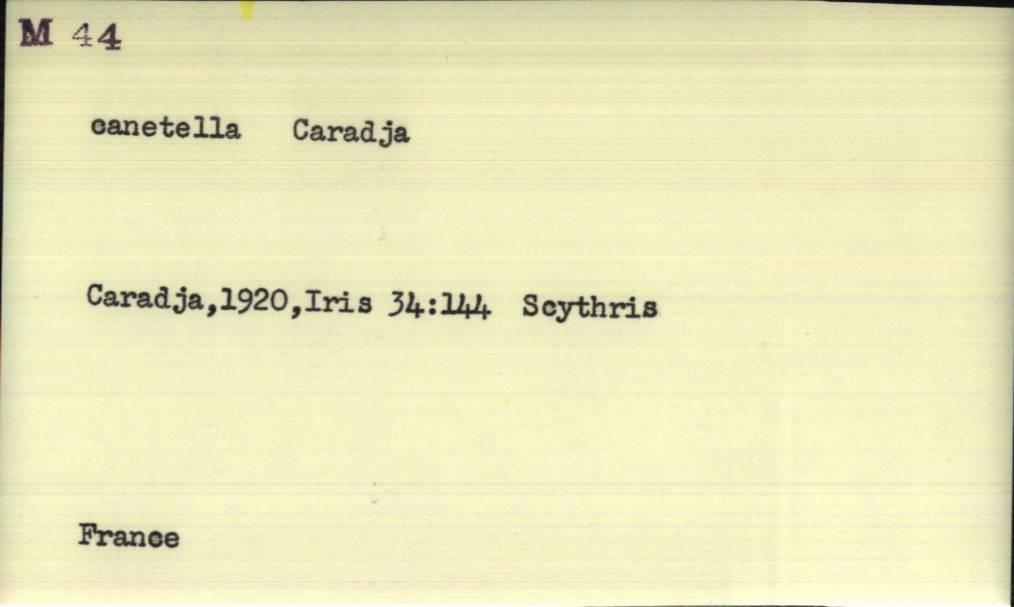 M 44
canetella Caradja
Caradja,1920,Iris 34:144 Scythris
France